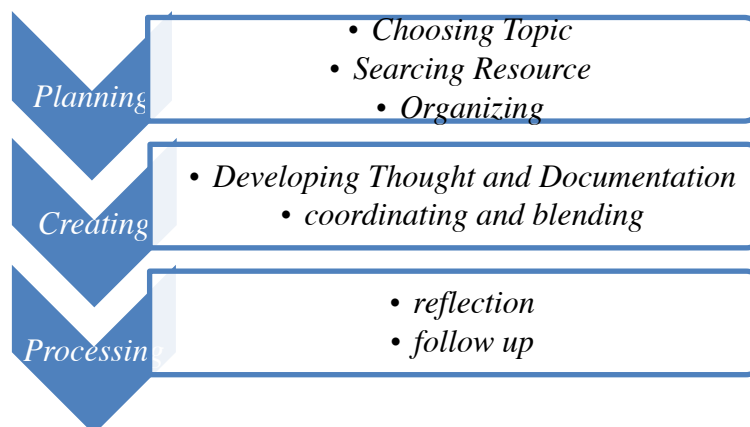 Planning
• Choosing Topic
• Searcing Resource
• Organizing
Creating
• Developing Thought and Documentation
• coordinating and blending
Processing
• reflection
• follow up